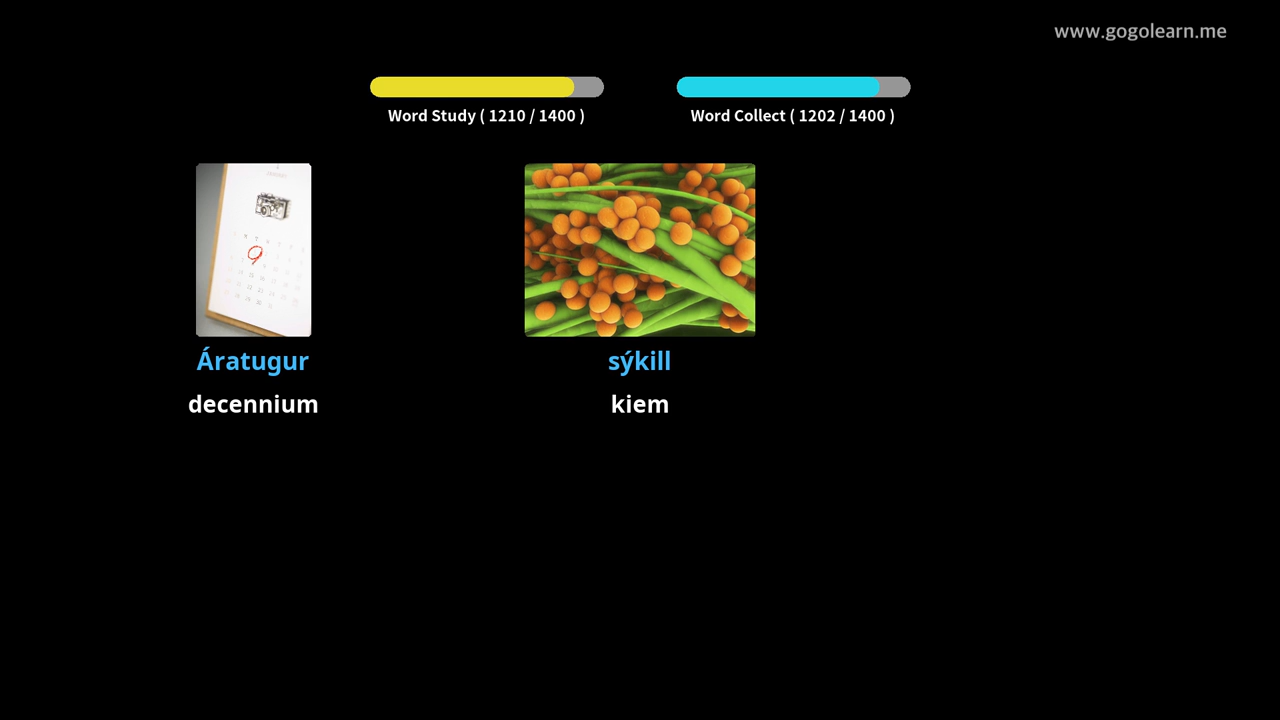 www.gogolearn.me
Word Study ( 1210 / 1400 )
Word Collect ( 1202 / 1400 )
Áratugur
sýkill
decennium
kiem